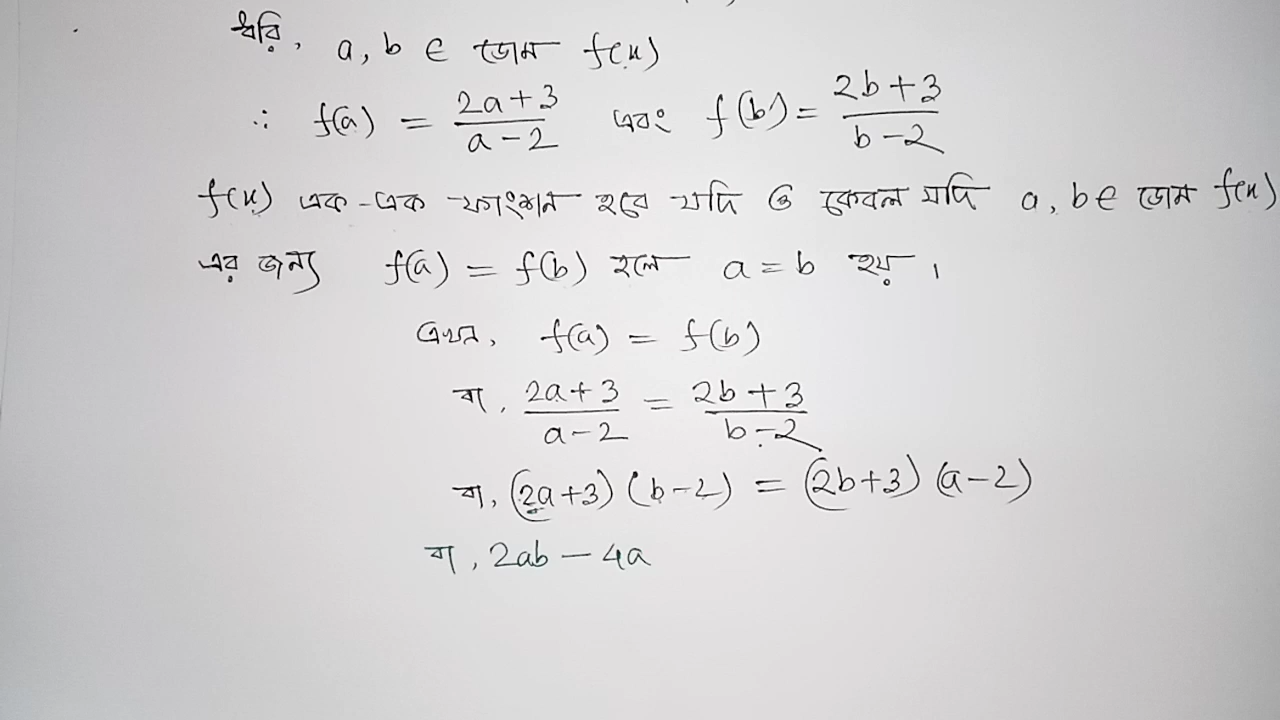 ধরি, a, b ∈ ডোম f(x)
∴ f(a) = (2a+3)/(a-2) এবং f(b) = (2b+3)/(b-2)
f(x) এক-এক ফাংশন হবে যদি ও কেবল যদি a, b ∈ ডোম f(x)
এর জন্য f(a) = f(b) হলে a = b হয়।
এখন, f(a) = f(b)
বা, (2a+3)/(a-2) = (2b+3)/(b-2)
বা, (2a+3) (b-2) = (2b+3) (a-2)
বা, 2ab - 4a